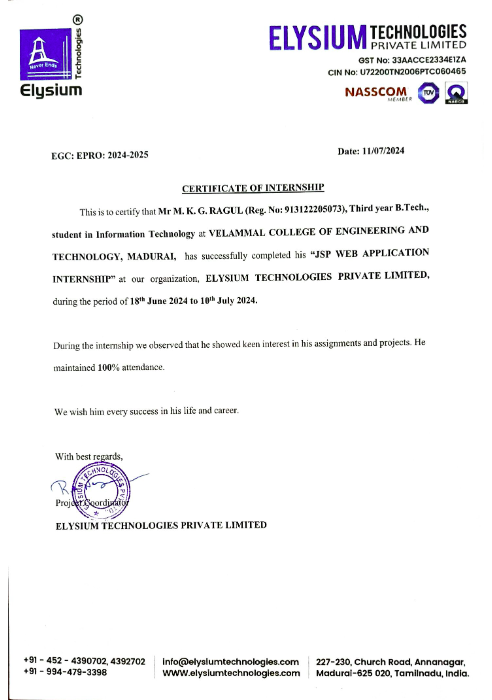 Never Ends
Technologies
®
Elysium
ELYSIUM TECHNOLOGIES
PRIVATE LIMITED
GST No: 33AACCE2334E1ZA
CIN No: U72200TN2006PTC060465
NASSCOM
MEMBER
TÜV
NABCB
EGC: EPRO: 2024-2025
Date: 11/07/2024
CERTIFICATE OF INTERNSHIP
This is to certify that Mr M. K. G. RAGUL (Reg. No: 913122205073), Third year B.Tech.,
student in Information Technology at VELAMMAL COLLEGE OF ENGINEERING AND
TECHNOLOGY, MADURAI, has successfully completed his “JSP WEB APPLICATION
INTERNSHIP” at our organization, ELYSIUM TECHNOLOGIES PRIVATE LIMITED,
during the period of 18th June 2024 to 10th July 2024.
During the internship we observed that he showed keen interest in his assignments and projects. He
maintained 100% attendance.
We wish him every success in his life and career.
With best regards,
ELYSIUM TECHNOLOGIES PVT. LTD.
Project Coordinator
ELYSIUM TECHNOLOGIES PRIVATE LIMITED
+91 - 452 - 4390702, 4392702
+91 - 994-479-3398
info@elysiumtechnologies.com
WWW.elysiumtechnologies.com
227-230, Church Road, Annanagar,
Madurai-625 020, Tamilnadu, India.